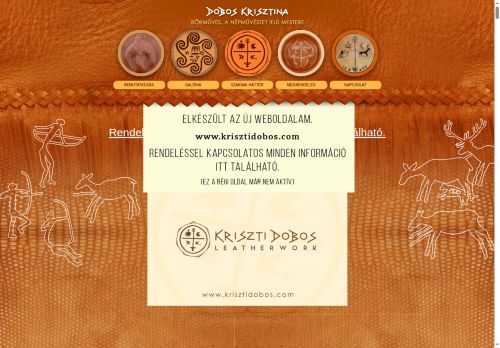 Dobos Krisztina
Bőrműves, a Népművészet Ifjú Mestere
BEMUTATKOZÁS
GALÉRIA
SZAKMAI HÁTTÉR
MEGRENDELÉS
KAPCSOLAT
Rendel
álható.
ELKÉSZÜLT AZ ÚJ WEBOLDALAM.
www.krisztidobos.com
RENDELÉSSEL KAPCSOLATOS MINDEN INFORMÁCIÓ
ITT TALÁLHATÓ.
(EZ A RÉGI OLDAL MÁR NEM AKTÍV)
KRISZTI DOBOS
LEATHERWORK
www.krisztidobos.com